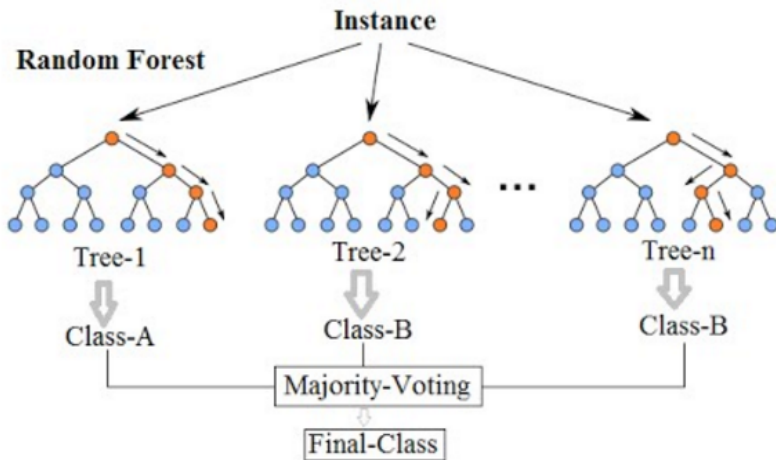 Instance
Random Forest
...
Tree-1
Tree-2
Tree-n
Class-A
Class-B
Class-B
Majority-Voting
Final-Class